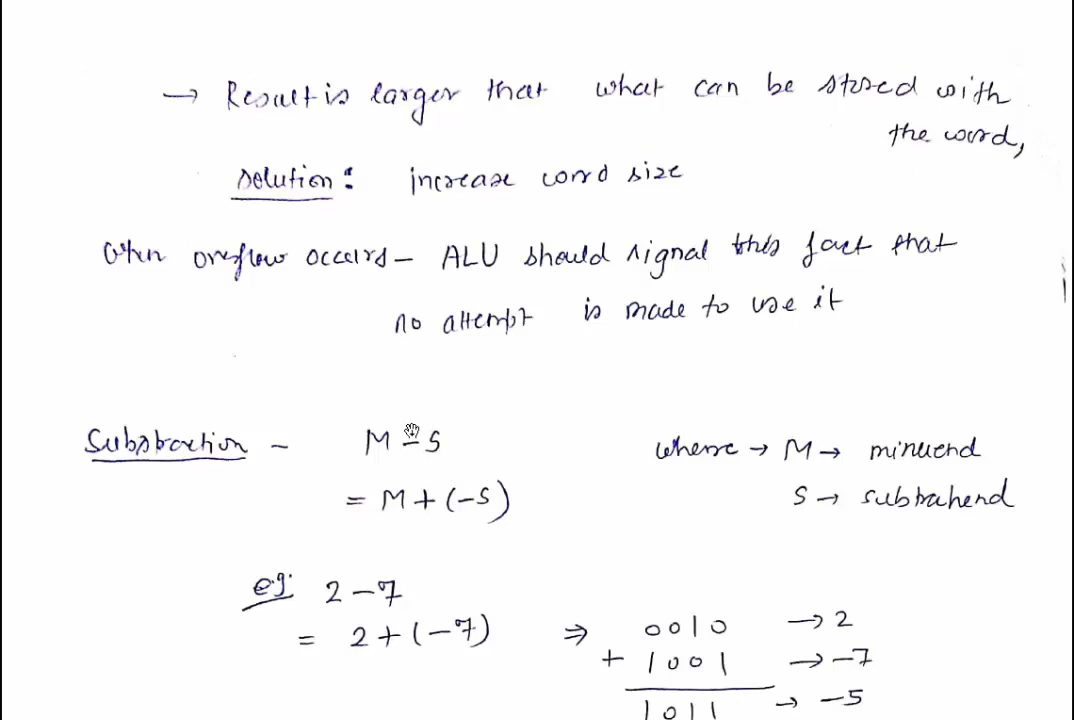 → Result is larger that what can be stored with
the word,
Solution: increase word size
When overflow occurs - ALU should signal this fact that
no attempt is made to use it
Substraction - M - S where → M → minuend
= M + (-S) S → subtrahend
eg: 2 - 7
= 2 + (-7) ⇒ 0010 → 2
+ 1001 → -7
1011 → -5